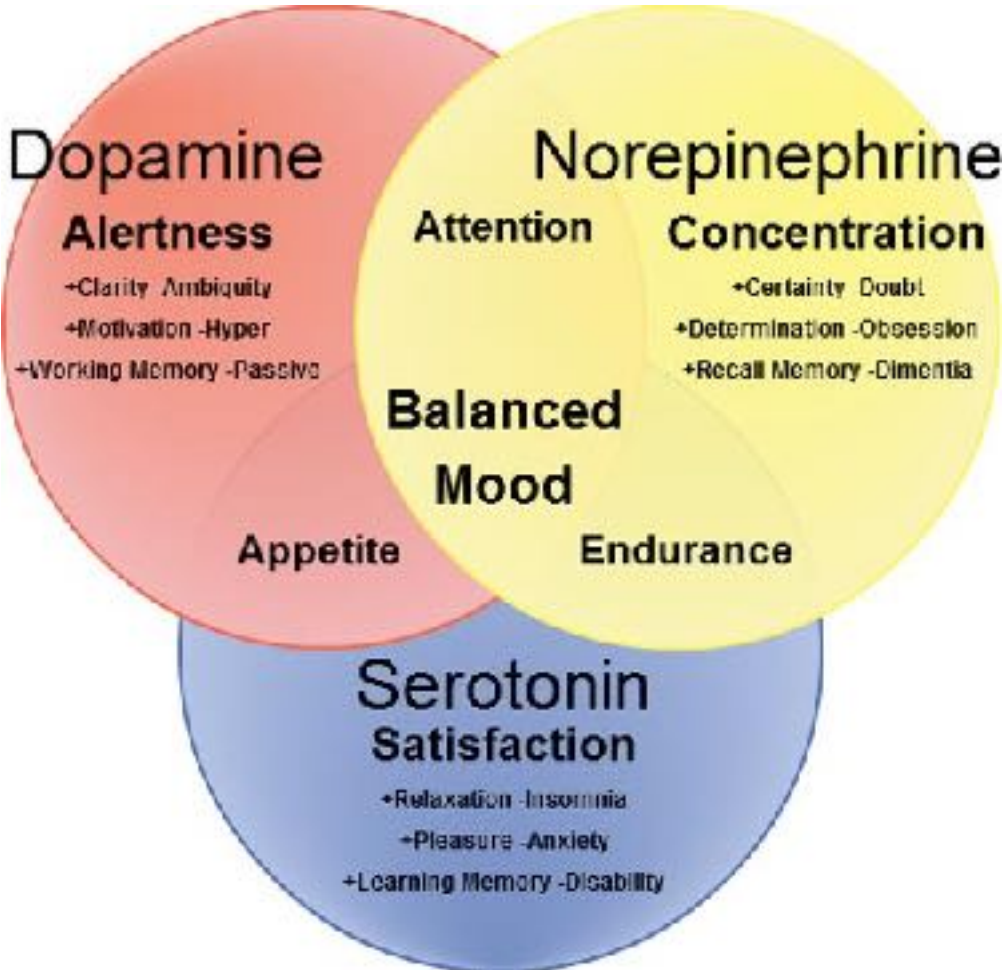 Dopamine
Alertness
+Clarity -Ambiguity
+Motivation -Hyper
+Working Memory -Passive
Attention
Norepinephrine
Concentration
+Certainty -Doubt
+Determination -Obsession
+Recall Memory -Dimentia
Balanced
Mood
Appetite
Endurance
Serotonin
Satisfaction
+Relaxation -Insomnia
+Pleasure -Anxiety
+Learning Memory -Disability